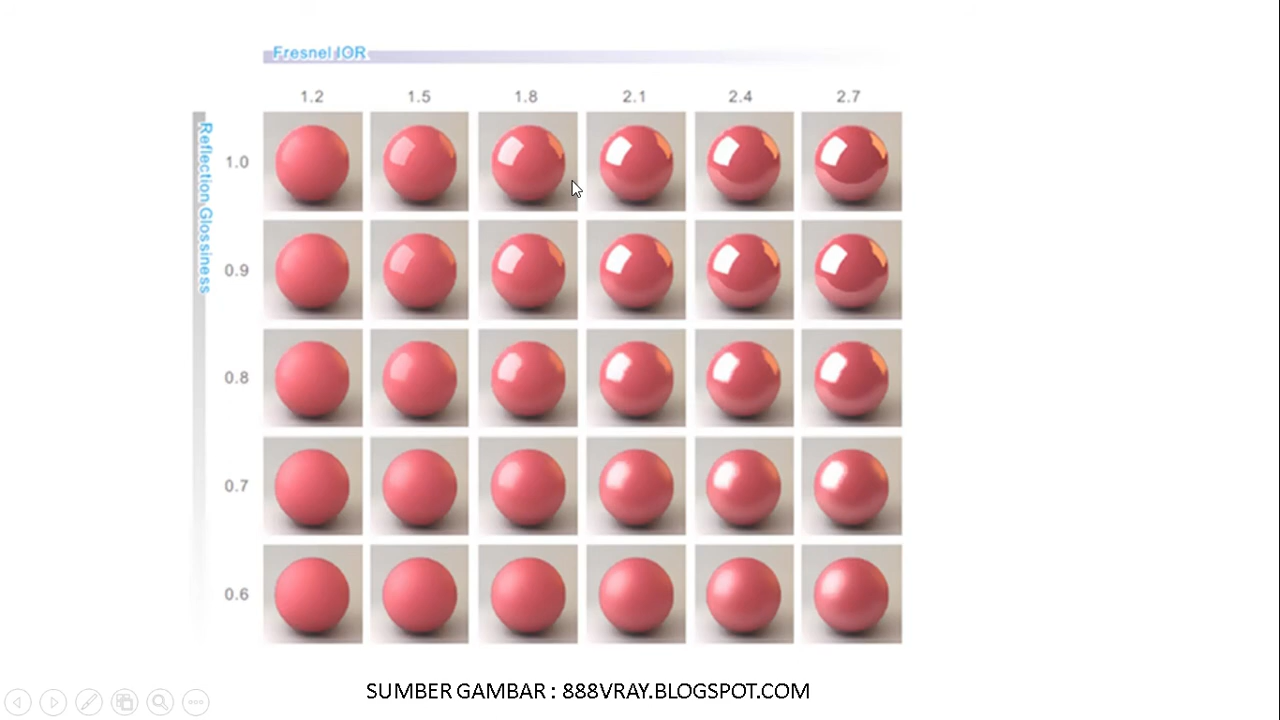 Fresnel IOR
1.2 1.5 1.8 2.1 2.4 2.7
Reflection Glossiness
1.0
0.9
0.8
0.7
0.6
SUMBER GAMBAR : 888VRAY.BLOGSPOT.COM